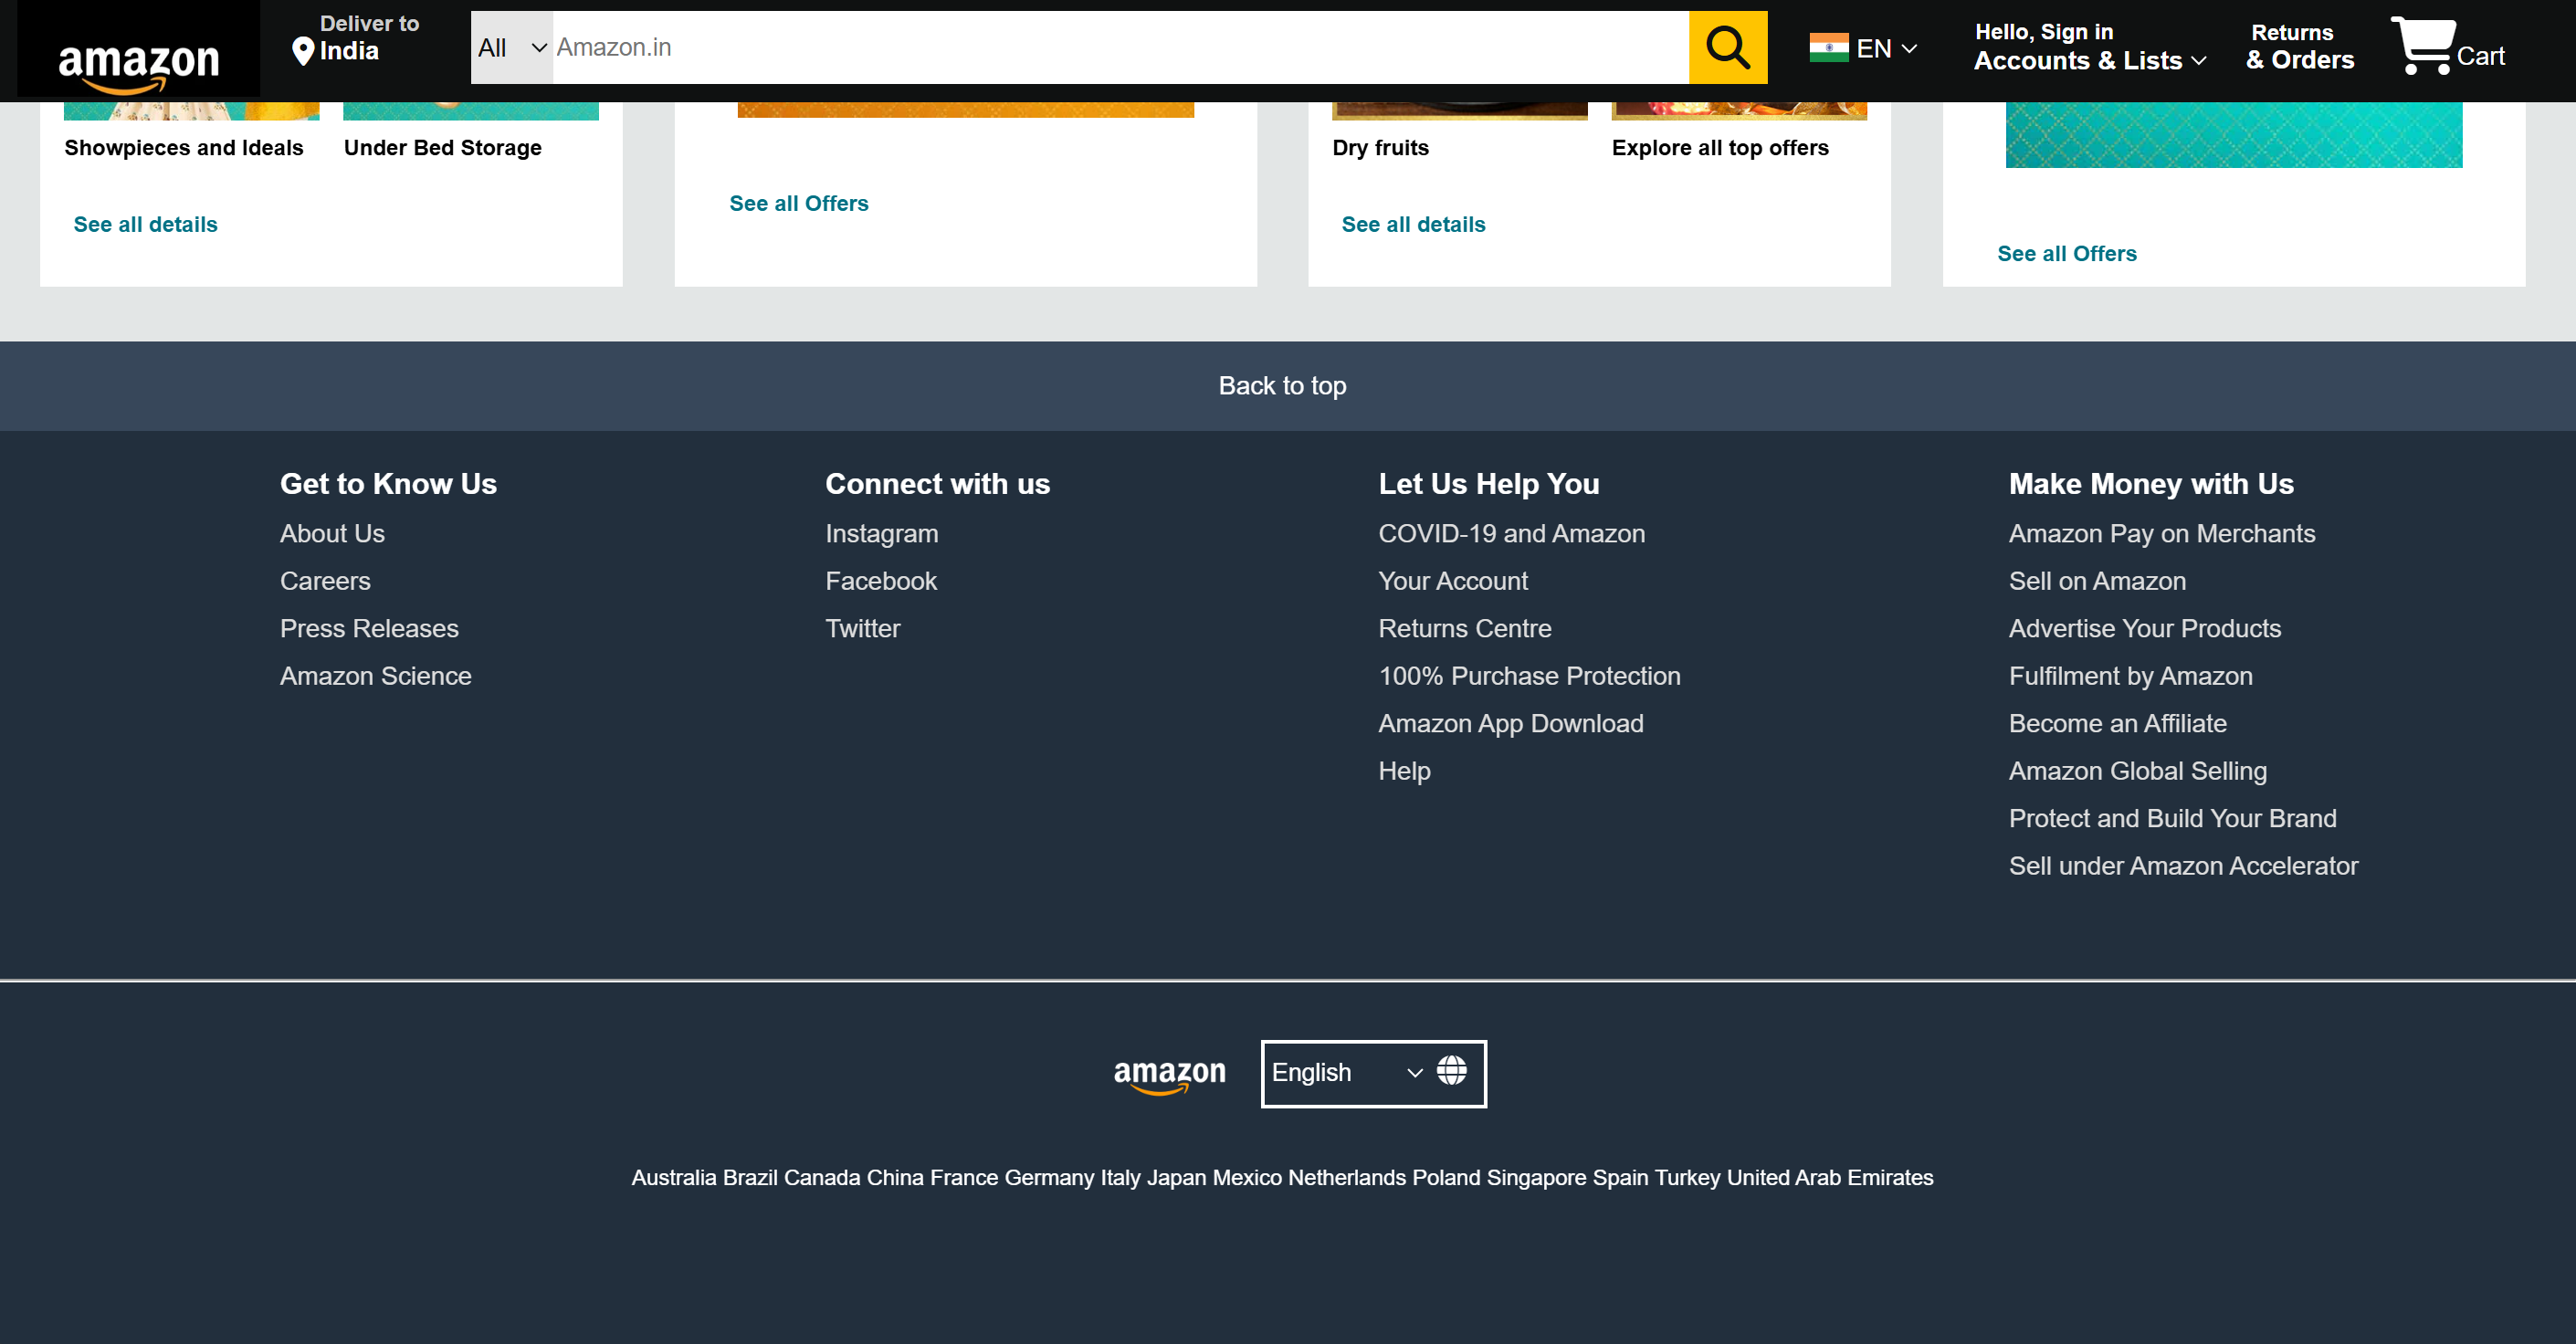 amazon
Deliver to
India
All
Amazon.in
EN
Hello, Sign in
Accounts & Lists
Returns
& Orders
Cart
Showpieces and Ideals
Under Bed Storage
See all details
See all Offers
Dry fruits
Explore all top offers
See all details
See all Offers
Back to top
Get to Know Us
About Us
Careers
Press Releases
Amazon Science
Connect with us
Instagram
Facebook
Twitter
Let Us Help You
COVID-19 and Amazon
Your Account
Returns Centre
100% Purchase Protection
Amazon App Download
Help
Make Money with Us
Amazon Pay on Merchants
Sell on Amazon
Advertise Your Products
Fulfilment by Amazon
Become an Affiliate
Amazon Global Selling
Protect and Build Your Brand
Sell under Amazon Accelerator
amazon
English
Australia Brazil Canada China France Germany Italy Japan Mexico Netherlands Poland Singapore Spain Turkey United Arab Emirates